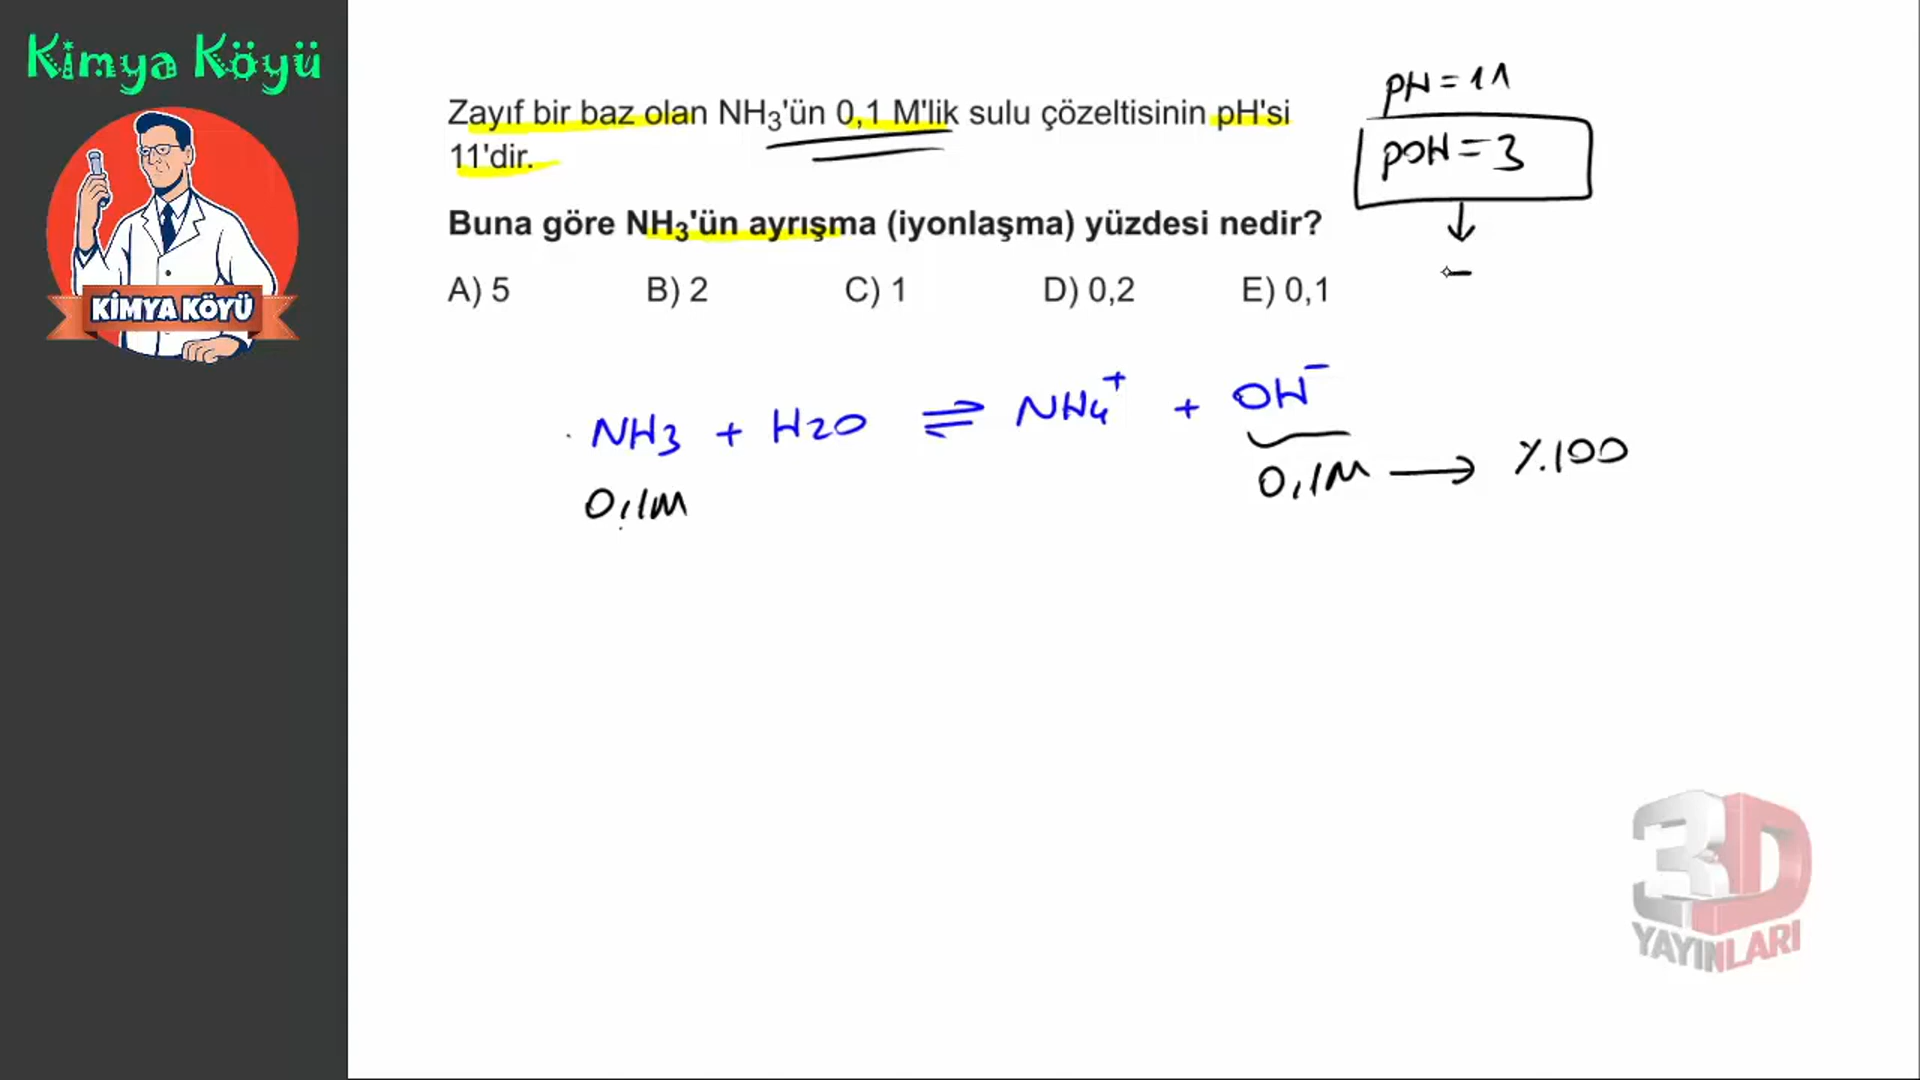 Kimya Köyü
KİMYA KÖYÜ
Zayıf bir baz olan NH₃'ün 0,1 M'lik sulu çözeltisinin pH'si
11'dir.
Buna göre NH₃'ün ayrışma (iyonlaşma) yüzdesi nedir?
A) 5 B) 2 C) 1 D) 0,2 E) 0,1
pH = 11
pOH = 3
NH3 + H2O ⇌ NH4⁺ + OH⁻
0,1M
0,1M → %100
3D
YAYINLARI